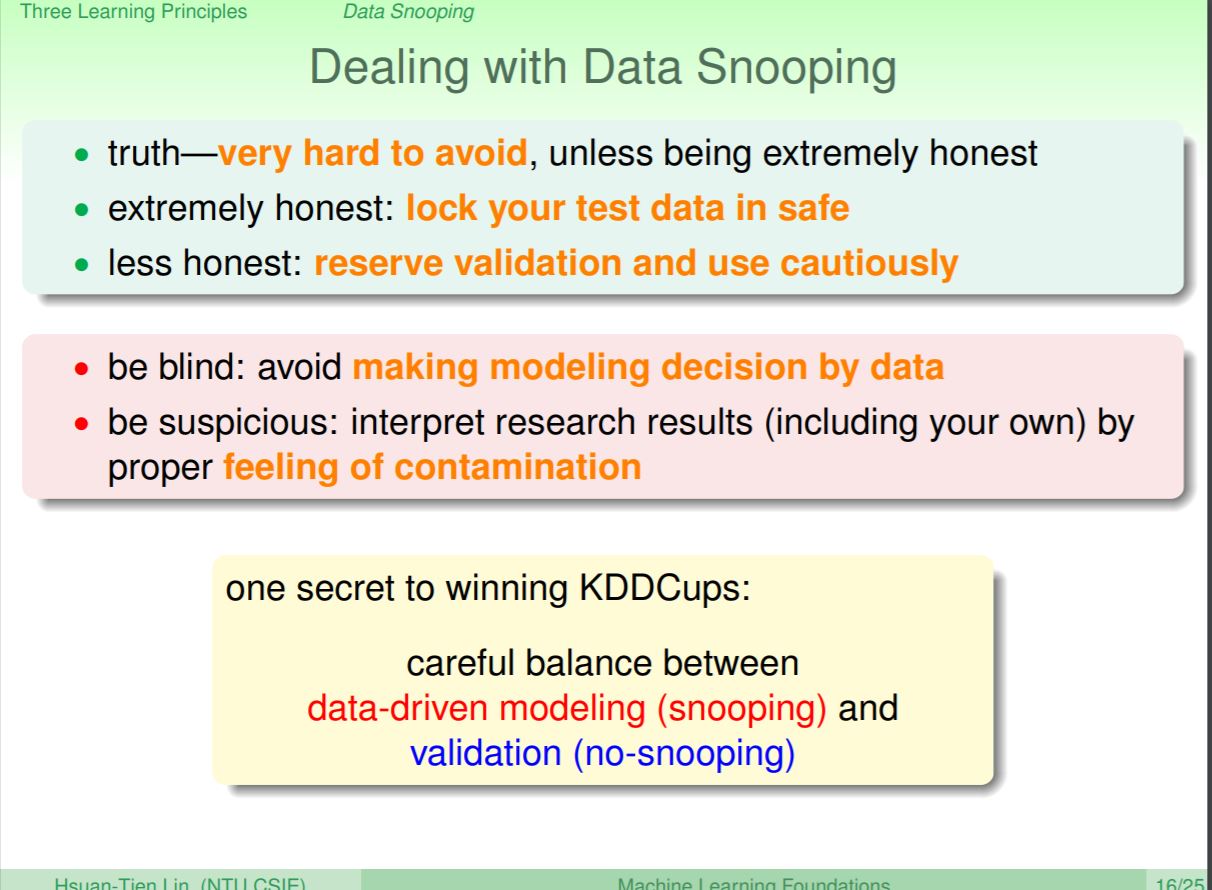 Three Learning Principles Data Snooping
Dealing with Data Snooping
• truth—very hard to avoid, unless being extremely honest
• extremely honest: lock your test data in safe
• less honest: reserve validation and use cautiously
• be blind: avoid making modeling decision by data
• be suspicious: interpret research results (including your own) by
proper feeling of contamination
one secret to winning KDDCups:
careful balance between
data-driven modeling (snooping) and
validation (no-snooping)
Hsuan-Tien Lin (NTU CSIE) Machine Learning Foundations 16/25